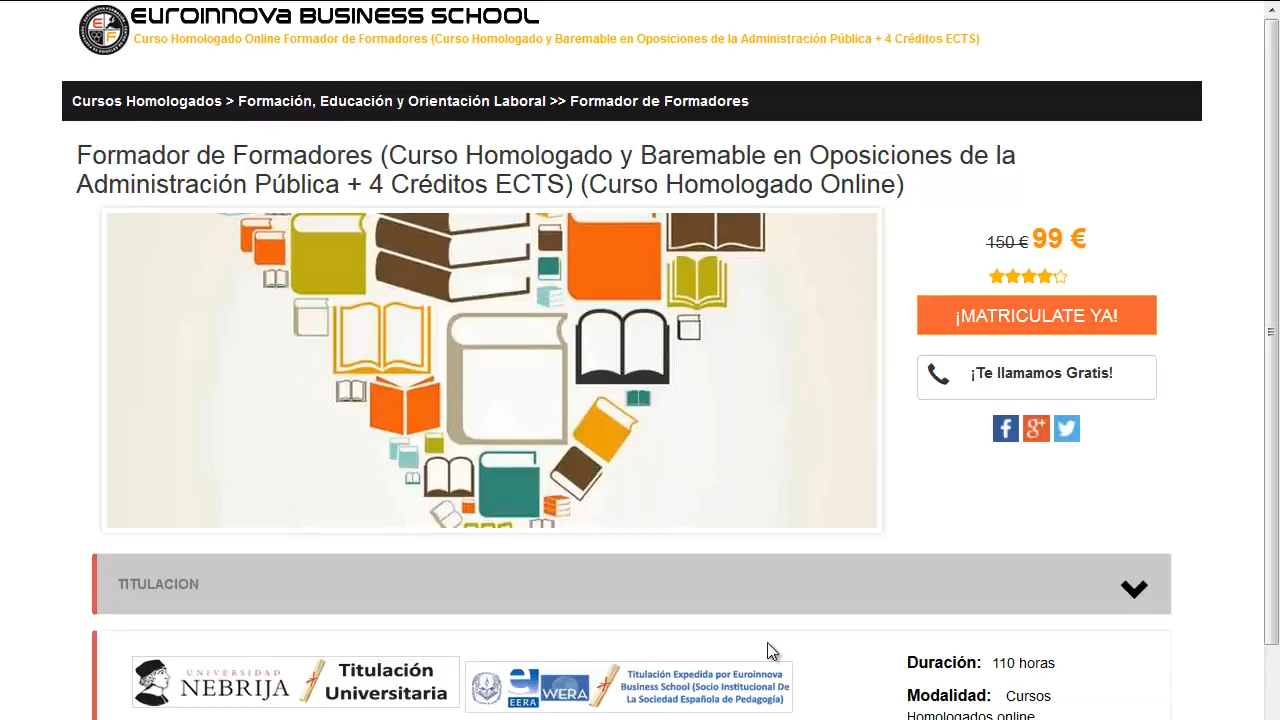 EUROINNOVA BUSINESS SCHOOL
Curso Homologado Online Formador de Formadores (Curso Homologado y Baremable en Oposiciones de la Administración Pública + 4 Créditos ECTS)
Cursos Homologados > Formación, Educación y Orientación Laboral >> Formador de Formadores
Formador de Formadores (Curso Homologado y Baremable en Oposiciones de la
Administración Pública + 4 Créditos ECTS) (Curso Homologado Online)
150 € 99 €
¡MATRICULATE YA!
¡Te llamamos Gratis!
TITULACION
UNIVERSIDAD
NEBRIJA
Titulación
Universitaria
EERA
WERA
Titulación Expedida por Euroinnova
Business School (Socio Institucional De
La Sociedad Española de Pedagogía)
Duración: 110 horas
Modalidad: Cursos
Homologados online